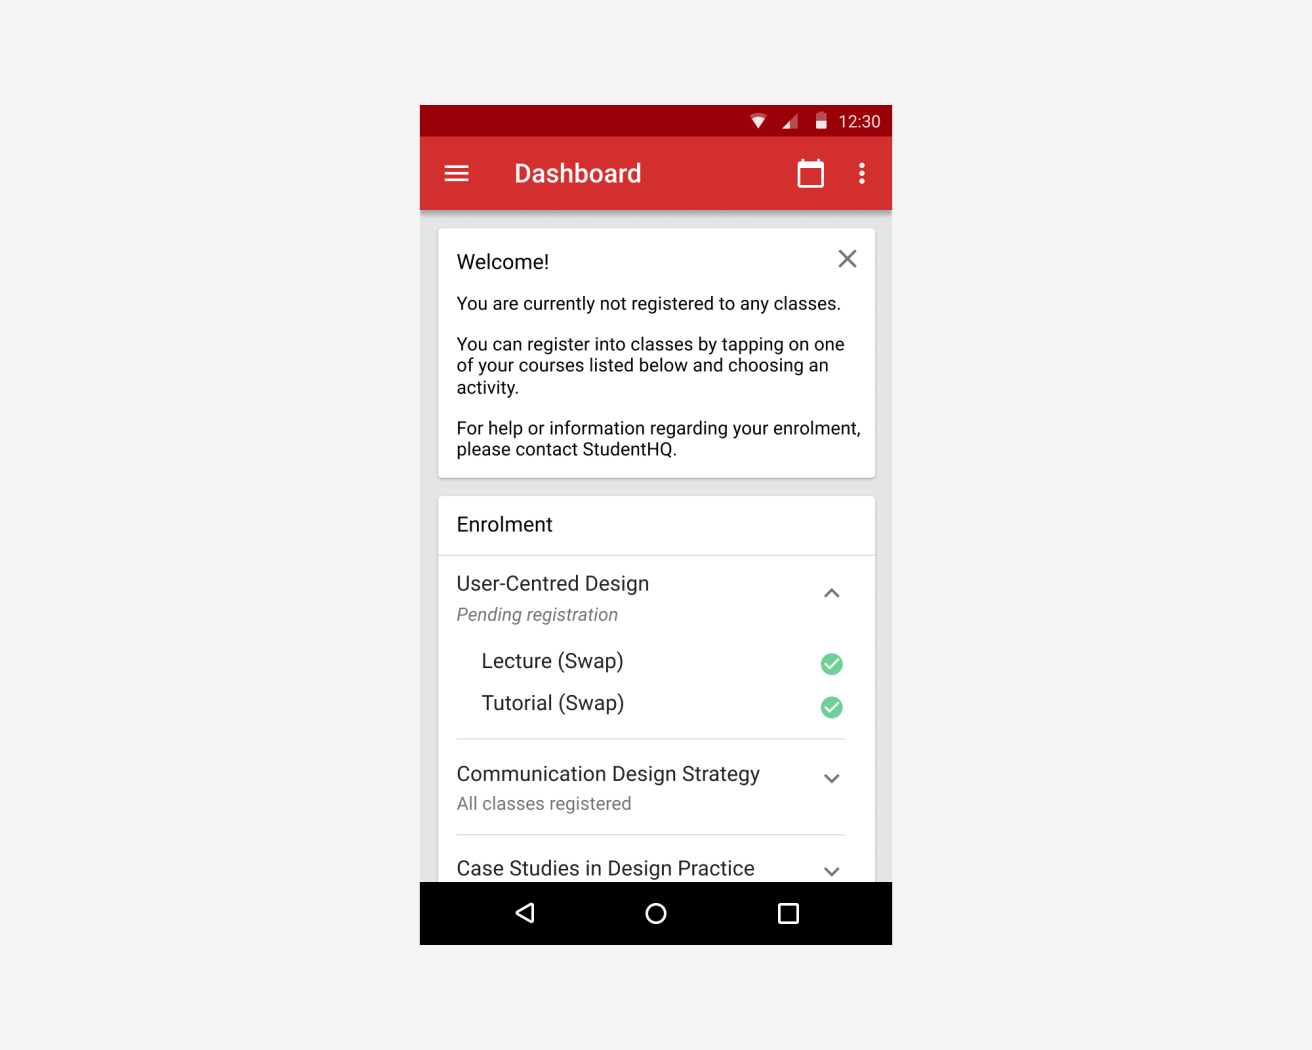 12:30
Dashboard
Welcome!
You are currently not registered to any classes.
You can register into classes by tapping on one
of your courses listed below and choosing an
activity.
For help or information regarding your enrolment,
please contact StudentHQ.
Enrolment
User-Centred Design
Pending registration
Lecture (Swap)
Tutorial (Swap)
Communication Design Strategy
All classes registered
Case Studies in Design Practice